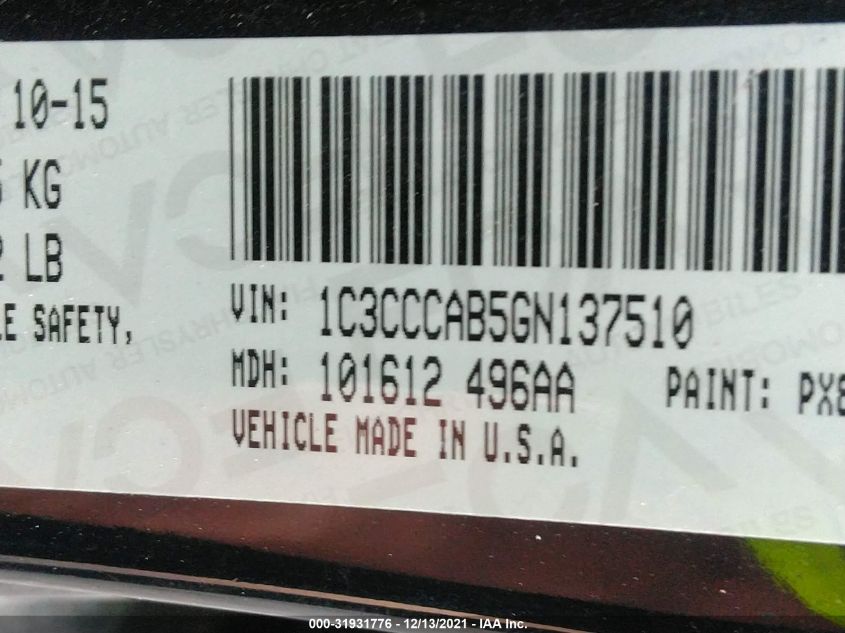 10-15
KG
LB
SAFETY,
VIN: 1C3CCCAB5GN137510
MDH: 101612 496AA PAINT: PX8
VEHICLE MADE IN U.S.A.
000-31931776 - 12/13/2021 - IAA Inc.